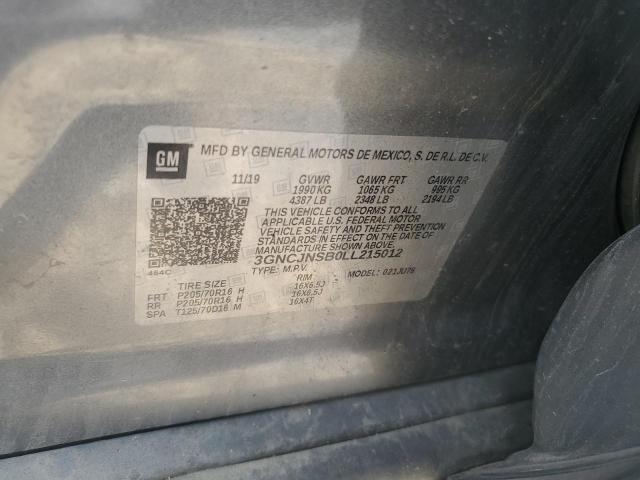 GM MFD BY GENERAL MOTORS DE MEXICO, S. DE R.L. DE C.V.
11/19 GVWR GAWR FRT GAWR RR
1990 KG 1065 KG 995 KG
4387 LB 2348 LB 2194 LB
THIS VEHICLE CONFORMS TO ALL
APPLICABLE U.S. FEDERAL MOTOR
VEHICLE SAFETY AND THEFT PREVENTION
STANDARDS IN EFFECT ON THE DATE OF
MANUFACTURE SHOWN ABOVE.
3GNCJNSB0LL215012
TYPE: M.P.V.
464C
TIRE SIZE RIM
FRT P205/70R16 H 16X6.5J
RR P205/70R16 H 16X6.5J
SPA T125/70D16 M 16X4T